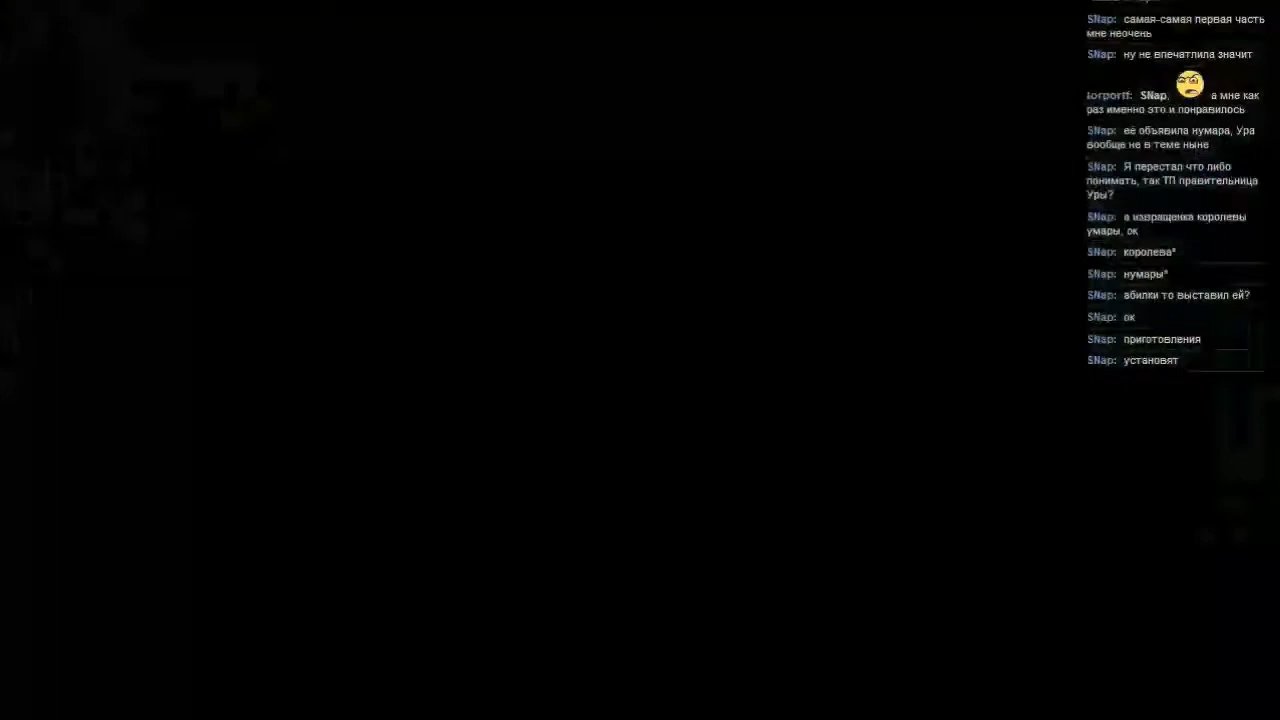 SNap: самая-самая первая часть
мне неочень
SNap: ну не впечатлила значит
SNap, а мне как
раз именно это и понравилось
SNap: её объявила нумара, Ура
вообще не в теме ныне
SNap: Я перестал что либо
понимать, так ТП правительница
Уры?
SNap: а извращенка королевы
умары, ок
SNap: королева*
SNap: нумары*
SNap: абилки то выставил ей?
SNap: ок
SNap: приготовления
SNap: установят